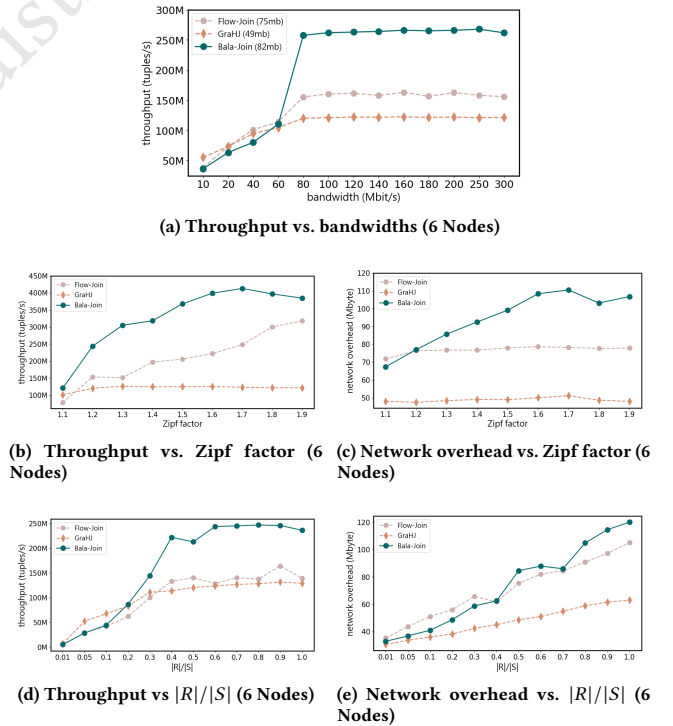 300M
250M
200M
150M
100M
50M
throughput (tuples/s)
Flow-Join (75mb)
GraHJ (49mb)
Bala-Join (82mb)
10 20 40 60 80 100 120 140 160 180 200 250 300
bandwidth (Mbit/s)
(a) Throughput vs. bandwidths (6 Nodes)
450M
400M
350M
300M
250M
200M
150M
100M
throughput (tuples/s)
Flow-Join
GraHJ
Bala-Join
1.1 1.2 1.3 1.4 1.5 1.6 1.7 1.8 1.9
Zipf factor
(b) Throughput vs. Zipf factor (6
Nodes)
120
110
100
90
80
70
60
50
network overhead (Mbyte)
Flow-Join
GraHJ
Bala-Join
1.1 1.2 1.3 1.4 1.5 1.6 1.7 1.8 1.9
Zipf factor
(c) Network overhead vs. Zipf factor (6
Nodes)
250M
200M
150M
100M
50M
0M
throughput (tuples/s)
Flow-Join
GraHJ
Bala-Join
0.01 0.05 0.1 0.2 0.3 0.4 0.5 0.6 0.7 0.8 0.9 1.0
|R|/|S|
(d) Throughput vs |R|/|S| (6 Nodes)
120
100
80
60
40
network overhead (Mbyte)
Flow-Join
GraHJ
Bala-Join
0.01 0.05 0.1 0.2 0.3 0.4 0.5 0.6 0.7 0.8 0.9 1.0
|R|/|S|
(e) Network overhead vs. |R|/|S| (6
Nodes)